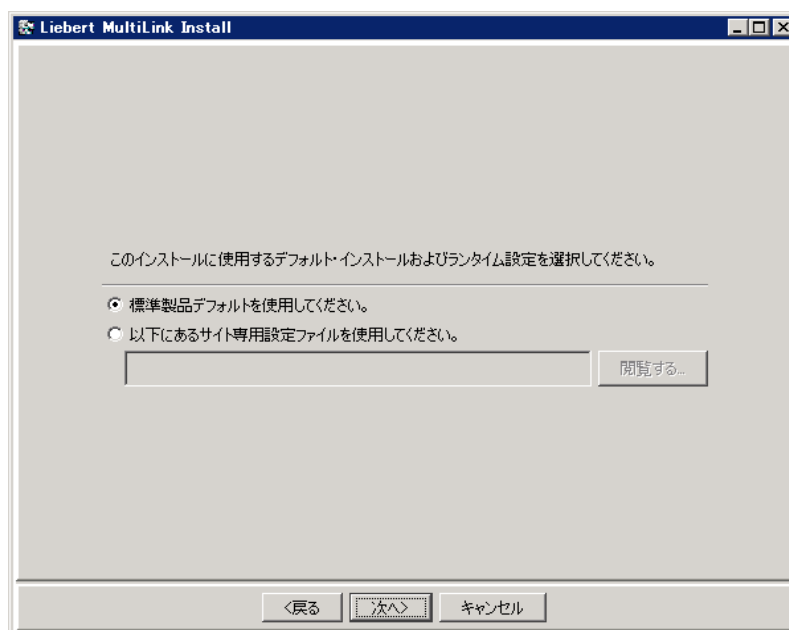 Liebert MultiLink Install
このインストールに使用するデフォルト・インストールおよびランタイム設定を選択してください。
標準製品デフォルトを使用してください。
以下にあるサイト専用設定ファイルを使用してください。
閲覧する...
<戻る
次へ>
キャンセル